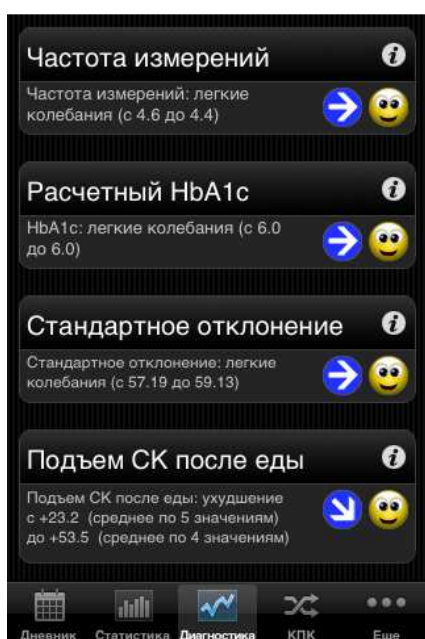 Частота измерений
Частота измерений: легкие
колебания (с 4.6 до 4.4)
Расчетный HbA1c
HbA1c: легкие колебания (с 6.0
до 6.0)
Стандартное отклонение
Стандартное отклонение: легкие
колебания (с 57.19 до 59.13)
Подъем СК после еды
Подъем СК после еды: ухудшение
с +23.2 (среднее по 5 значениям)
до +53.5 (среднее по 4 значениям)
Дневник Статистика Диагностика КПК Еще